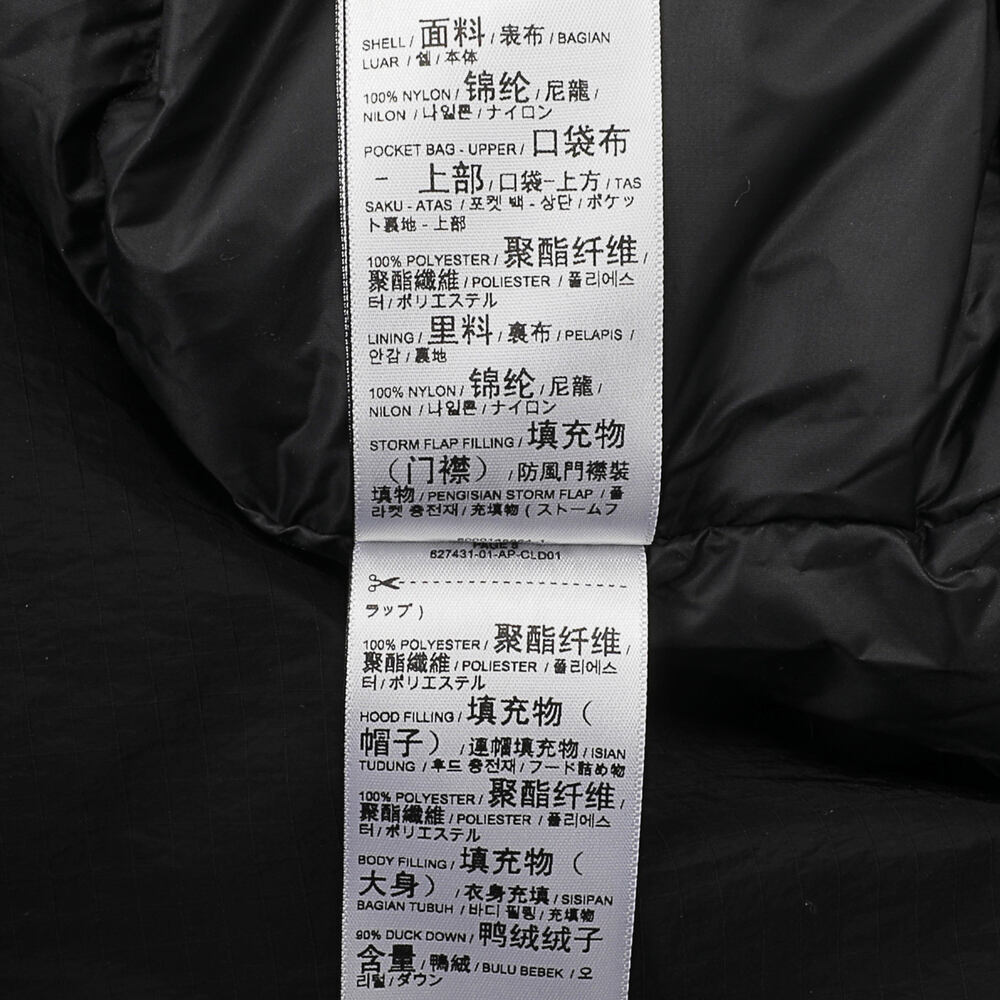 SHELL / 面料 / 表布 / BAGIAN
LUAR / 쉘 / 本体
100% NYLON / 锦纶 / 尼龍 /
NILON / 나일론 / ナイロン
POCKET BAG - UPPER / 口袋布
- 上部 / 口袋-上方 / TAS
SAKU - ATAS / 포켓 백 - 상단 / ポケッ
ト裏地 - 上部
100% POLYESTER / 聚酯纤维 /
聚酯纖維 / POLIESTER / 폴리에스
터 / ポリエステル
LINING / 里料 / 裏布 / PELAPIS /
안감 / 裏地
100% NYLON / 锦纶 / 尼龍 /
NILON / 나일론 / ナイロン
STORM FLAP FILLING / 填充物
（门襟） / 防風門襟裝
填物 / PENGISIAN STORM FLAP / 플
라켓 충전재 / 充填物 ( ストームフ
PAGE 8
627431-01-AP-CLD01
ラップ )
100% POLYESTER / 聚酯纤维 /
聚酯纖維 / POLIESTER / 폴리에스
터 / ポリエステル
HOOD FILLING / 填充物（
帽子） / 連帽填充物 / ISIAN
TUDUNG / 후드 충전재 / フード詰め物
100% POLYESTER / 聚酯纤维 /
聚酯纖維 / POLIESTER / 폴리에스
터 / ポリエステル
BODY FILLING / 填充物（
大身） / 衣身充填 / SISIPAN
BAGIAN TUBUH / 바디 필링 / 充填物
90% DUCK DOWN / 鸭绒绒子
含量 / 鴨絨 / BULU BEBEK / 오
리털 / ダウン